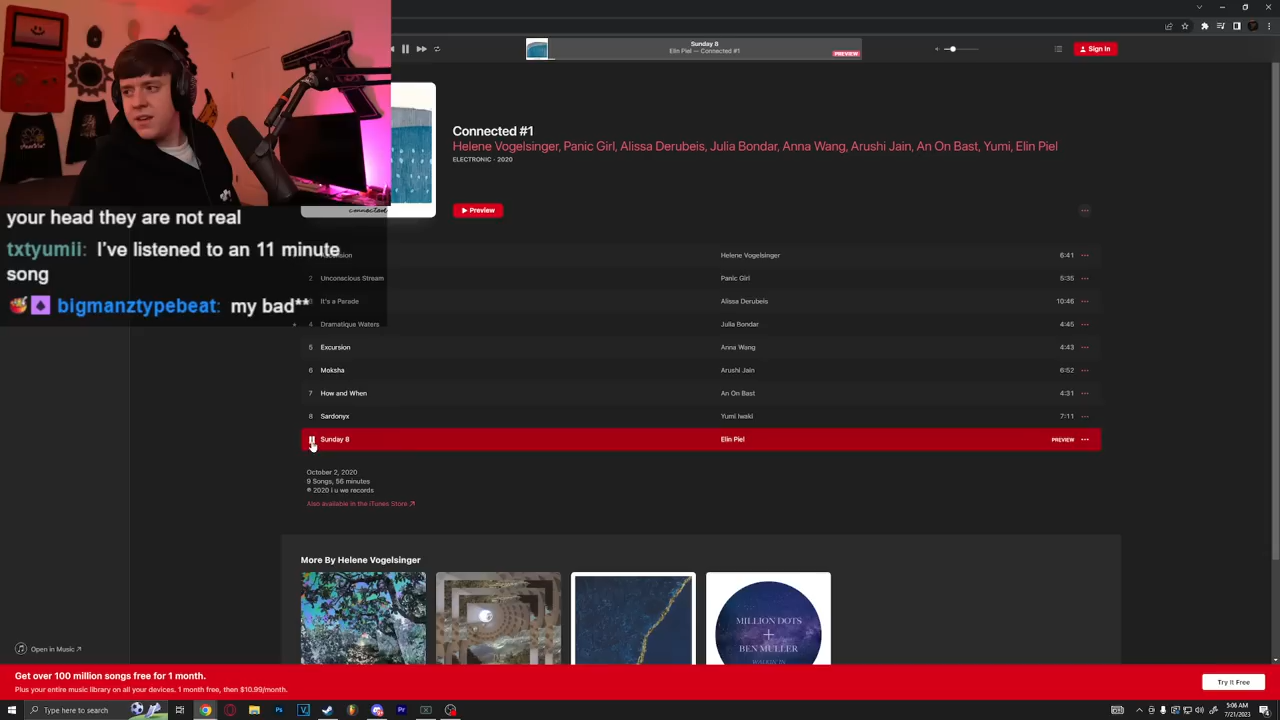 Sunday 8
Elin Piel — Connected #1
PREVIEW
Sign In
Connected #1
Helene Vogelsinger, Panic Girl, Alissa Derubeis, Julia Bondar, Anna Wang, Arushi Jain, An On Bast, Yumi, Elin Piel
ELECTRONIC · 2020
Preview
connected
your head they are not real
txtyumii: I've listened to an 11 minute
song
bigmanztypebeat: my bad**
Helene Vogelsinger 6:41
2 Unconscious Stream Panic Girl 5:35
It's a Parade Alissa Derubeis 10:46
4 Dramatique Waters Julia Bondar 4:45
5 Excursion Anna Wang 4:43
6 Moksha Arushi Jain 6:52
7 How and When An On Bast 4:31
8 Sardonyx Yumi Iwaki 7:11
Sunday 8 Elin Piel PREVIEW
October 2, 2020
9 Songs, 56 minutes
℗ 2020 i u we records
Also available in the iTunes Store
More By Helene Vogelsinger
MILLION DOTS
+
BEN MULLER
WALKIN IN
Open in Music
Get over 100 million songs free for 1 month.
Plus your entire music library on all your devices. 1 month free, then $10.99/month.
Try It Free
Type here to search
5:06 AM
7/21/2023